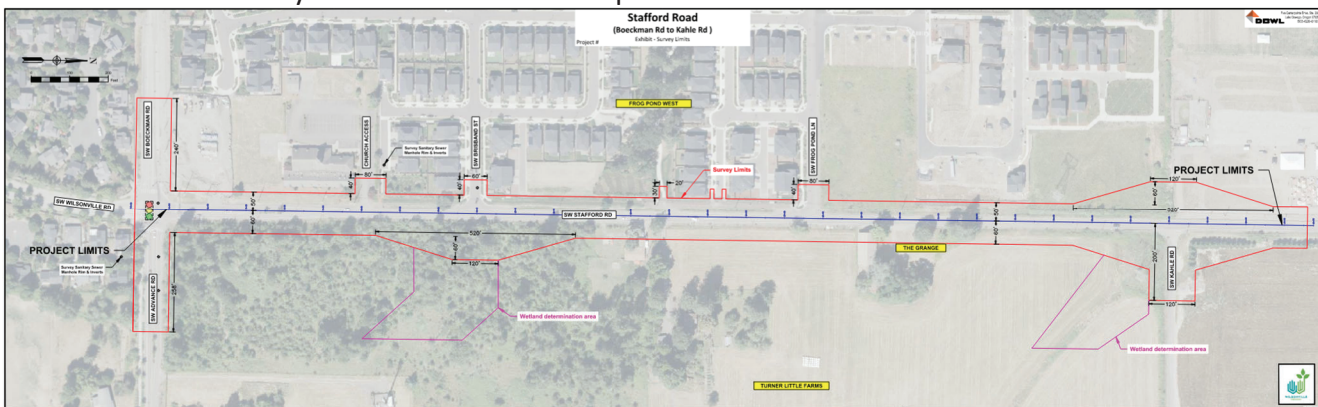 Stafford Road
(Boeckman Rd to Kahle Rd )
Project #
Exhibit - Survey Limits
DOWL
SW BOECKMAN RD
240'
CHURCH ACCESS
Survey Sanitary Sewer
Manhole Rim & Inverts
SW BRISBAND ST
FROG POND WEST
SW FROG POND LN
40'
80'
40'
60'
30'
20'
Survey Limits
40'
80'
120'
60'
PROJECT LIMITS
320'
SW WILSONVILLE RD
50'
60'
SW STAFFORD RD
50'
60'
PROJECT LIMITS
Survey Sanitary Sewer
Manhole Rim & Inverts
SW ADVANCE RD
258'
520'
60'
120'
THE GRANGE
200'
SW KAHLE RD
120'
Wetland determination area
Wetland determination area
TURNER LITTLE FARMS
WILSONVILLE